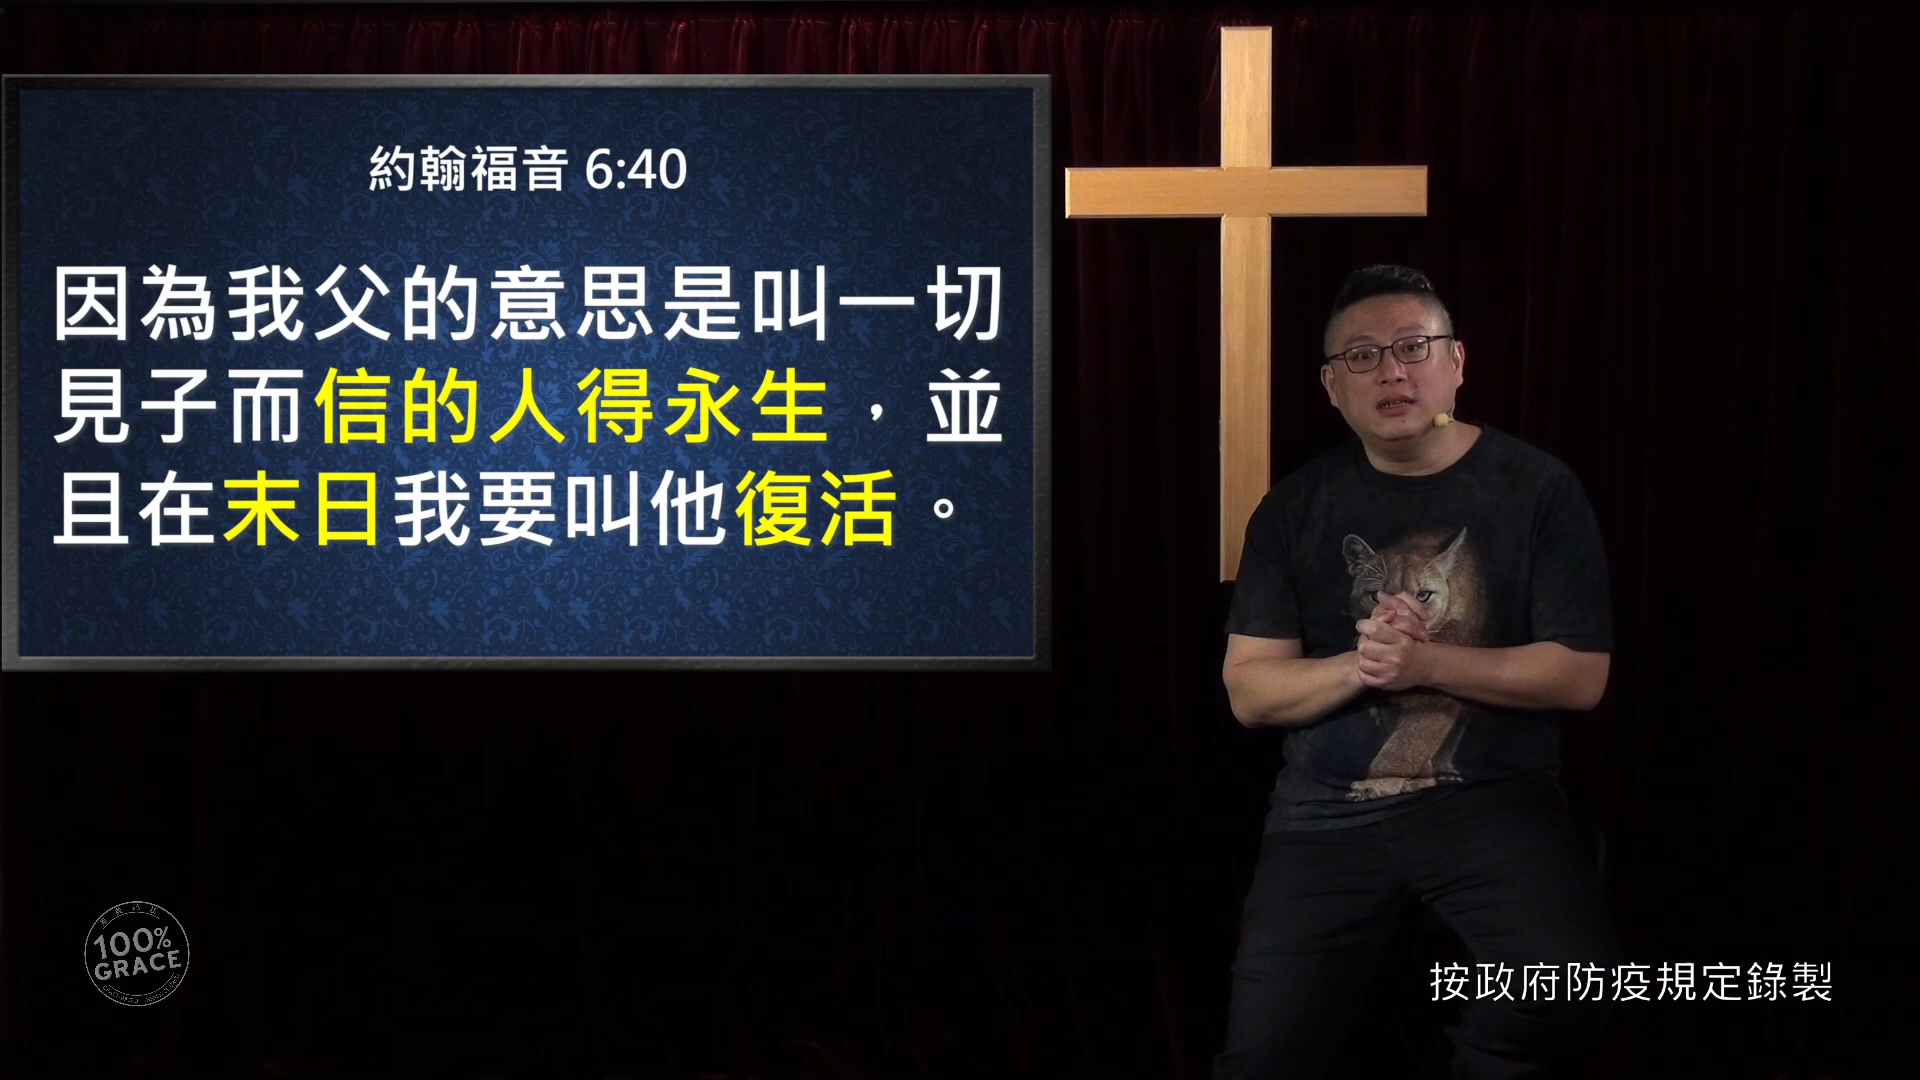 約翰福音 6:40
因為我父的意思是叫一切
見子而信的人得永生，並
且在末日我要叫他復活。
100%
GRACE
按政府防疫規定錄製